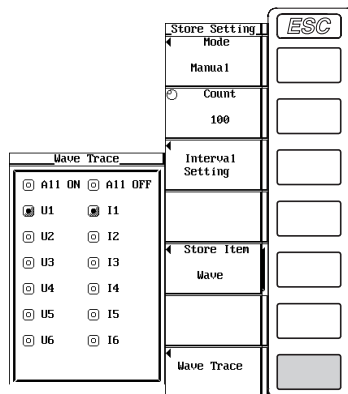 ESC
Store Setting
Mode
Manual
Count
100
Interval
Setting
Store Item
Wave
Wave Trace
Wave Trace
All ON All OFF
U1 I1
U2 I2
U3 I3
U4 I4
U5 I5
U6 I6